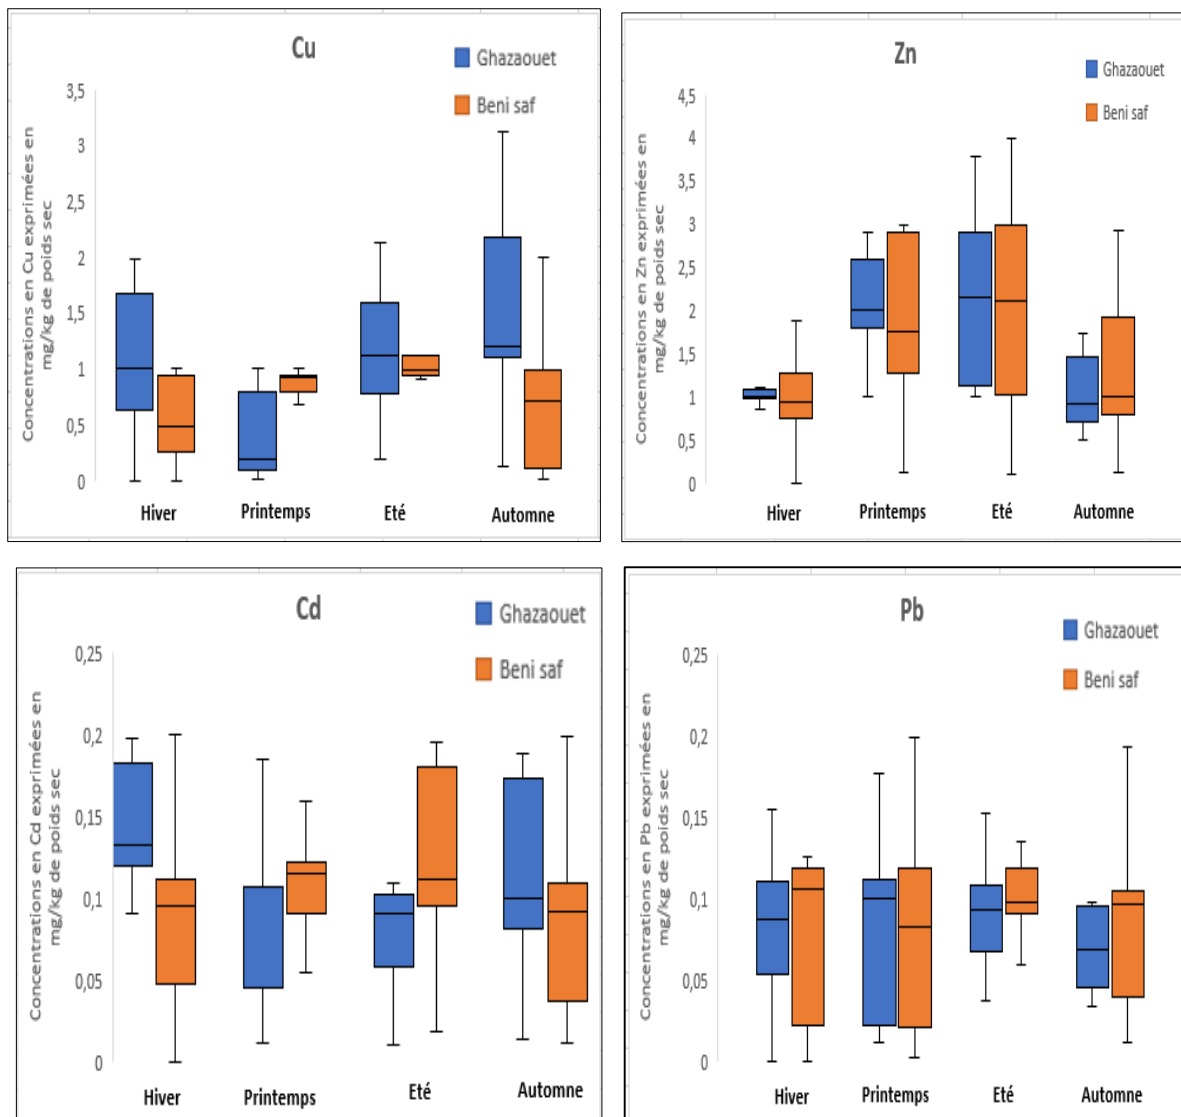 Cu
Ghazaouet
Beni saf
Concentrations en Cu exprimées en
mg/kg de poids sec
3,5
3
2,5
2
1,5
1
0,5
0
Hiver
Printemps
Eté
Automne
Zn
Ghazaouet
Beni saf
Concentrations en Zn exprimées en
mg/kg de poids sec
4,5
4
3,5
3
2,5
2
1,5
1
0,5
0
Hiver
Printemps
Eté
Automne
Cd
Ghazaouet
Beni saf
Concentrations en Cd exprimées en
mg/kg de poids sec
0,25
0,2
0,15
0,1
0,05
0
Hiver
Printemps
Eté
Automne
Pb
Ghazaouet
Beni saf
Concentrations en Pb exprimées en
mg/kg de poids sec
0,25
0,2
0,15
0,1
0,05
0
Hiver
Printemps
Eté
Automne